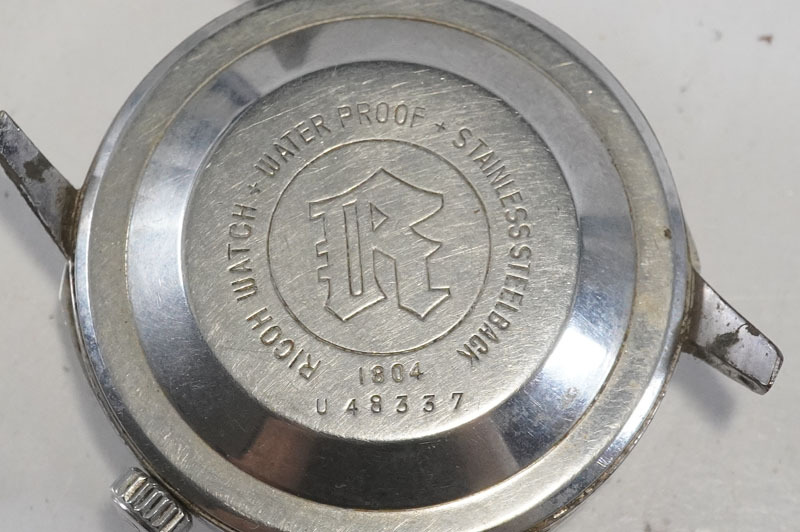 RICOH WATCH + WATER PROOF + STAINLESS STEEL BACK
R
1804
U 48337